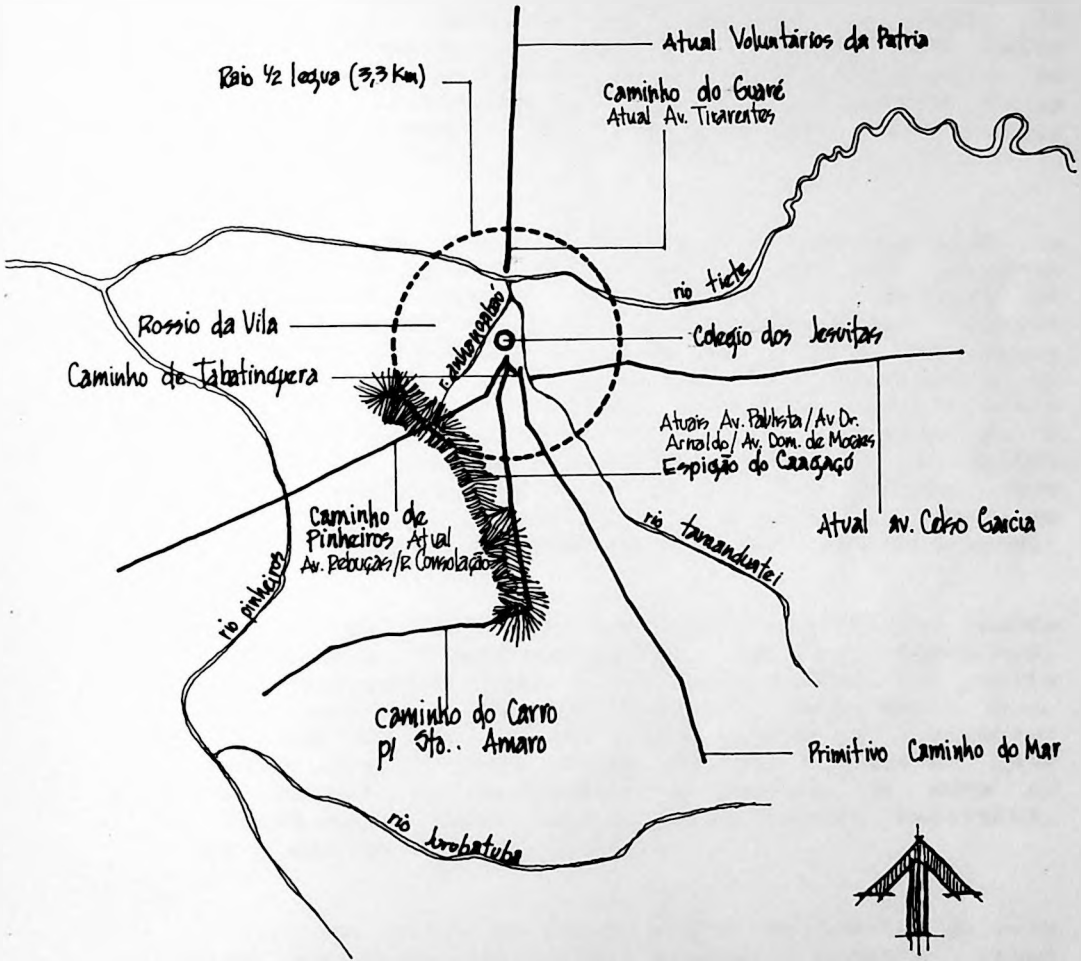 Atual Voluntários da Patria
Raio 1/2 legua (3,3 Km)
Caminho do Guaré
Atual Av. Tirarentes
rio tiete
Rossio da Vila
r. anhangabaú
Colegio dos Jesuitas
Caminho de Tabatinguera
Atuais Av. Paulista/Av Dr.
Arnaldo/Av. Dom. de Moraes
Espigão do Caagaçú
Atual av. Celso Garcia
Caminho de
Pinheiros Atual
Av. Rebouças/R Consolação
rio tamanduatei
rio pinheiros
Caminho do Carro
p/ Sto.. Amaro
Primitivo Caminho do Mar
rio Jurubatuba